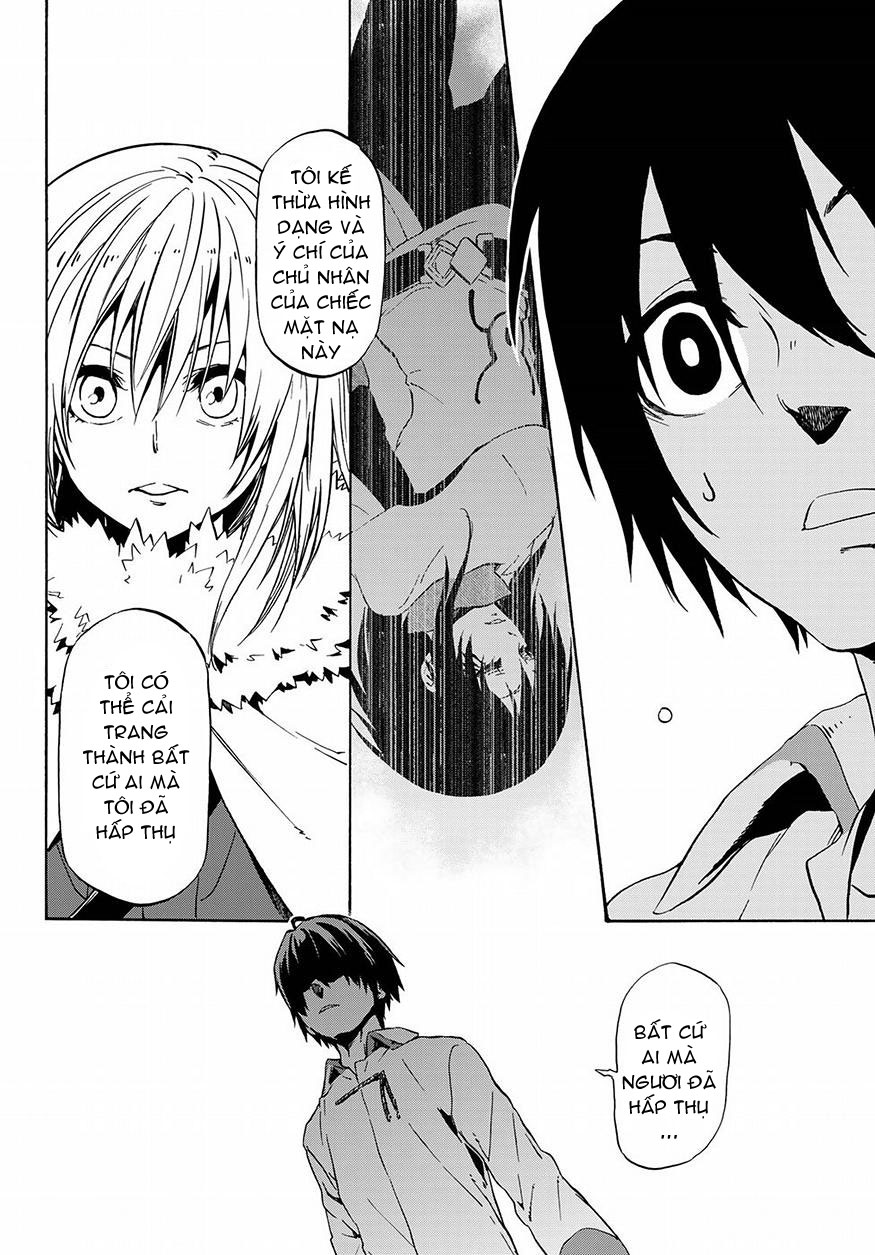 TÔI KẾ
THỪA HÌNH
DẠNG VÀ
Ý CHÍ CỦA
CHỦ NHÂN
CỦA CHIẾC
MẶT NẠ
NÀY
TÔI CÓ
THỂ CẢI
TRANG
THÀNH BẤT
CỨ AI MÀ
TÔI ĐÃ
HẤP THỤ
BẤT CỨ
AI MÀ
NGƯƠI ĐÃ
HẤP THỤ
...